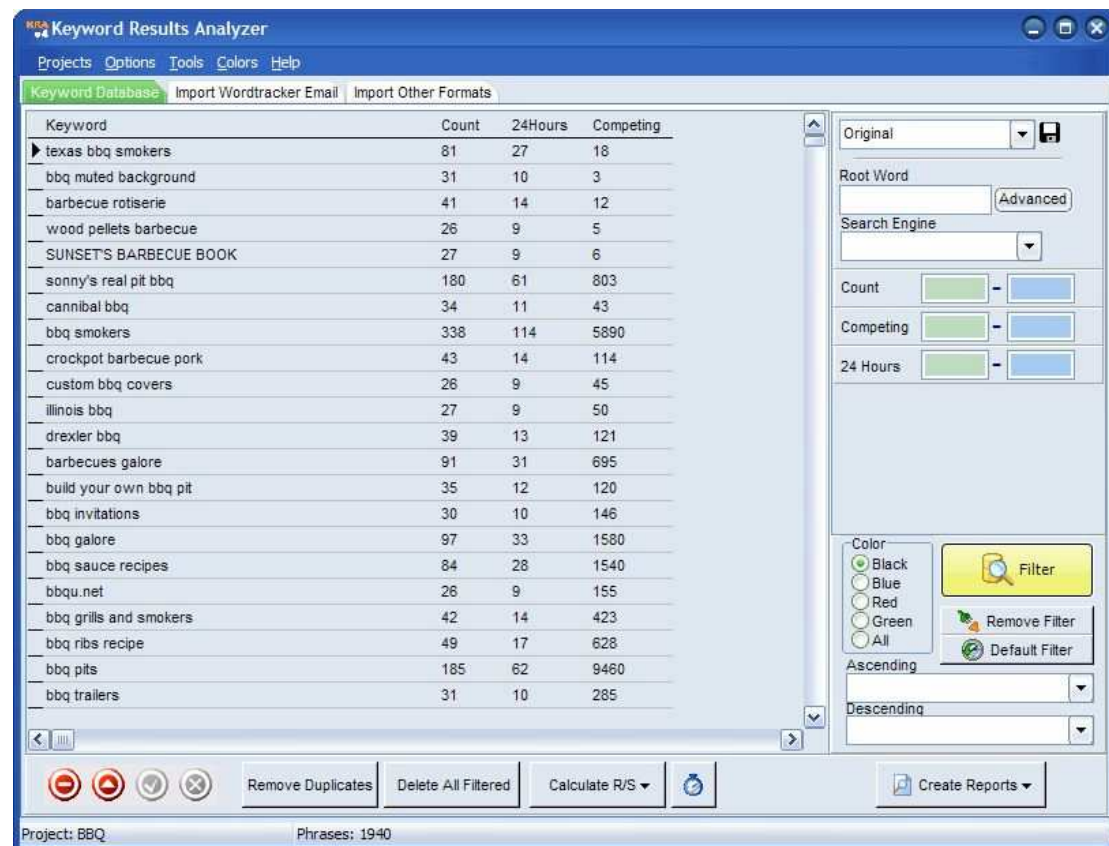 KRA Keyword Results Analyzer
Projects Options Tools Colors Help
Keyword Database Import Wordtracker Email Import Other Formats
Keyword Count 24Hours Competing
texas bbq smokers 81 27 18
bbq muted background 31 10 3
barbecue rotiserie 41 14 12
wood pellets barbecue 26 9 5
SUNSET'S BARBECUE BOOK 27 9 6
sonny's real pit bbq 180 61 803
cannibal bbq 34 11 43
bbq smokers 338 114 5890
crockpot barbecue pork 43 14 114
custom bbq covers 26 9 45
illinois bbq 27 9 50
drexler bbq 39 13 121
barbecues galore 91 31 695
build your own bbq pit 35 12 120
bbq invitations 30 10 146
bbq galore 97 33 1580
bbq sauce recipes 84 28 1540
bbqu.net 26 9 155
bbq grills and smokers 42 14 423
bbq ribs recipe 49 17 628
bbq pits 185 62 9460
bbq trailers 31 10 285
Original
Root Word
Advanced
Search Engine
Count -
Competing -
24 Hours -
Color
Black
Blue
Red
Green
All
Filter
Remove Filter
Default Filter
Ascending
Descending
Remove Duplicates Delete All Filtered Calculate R/S Create Reports
Project: BBQ Phrases: 1940